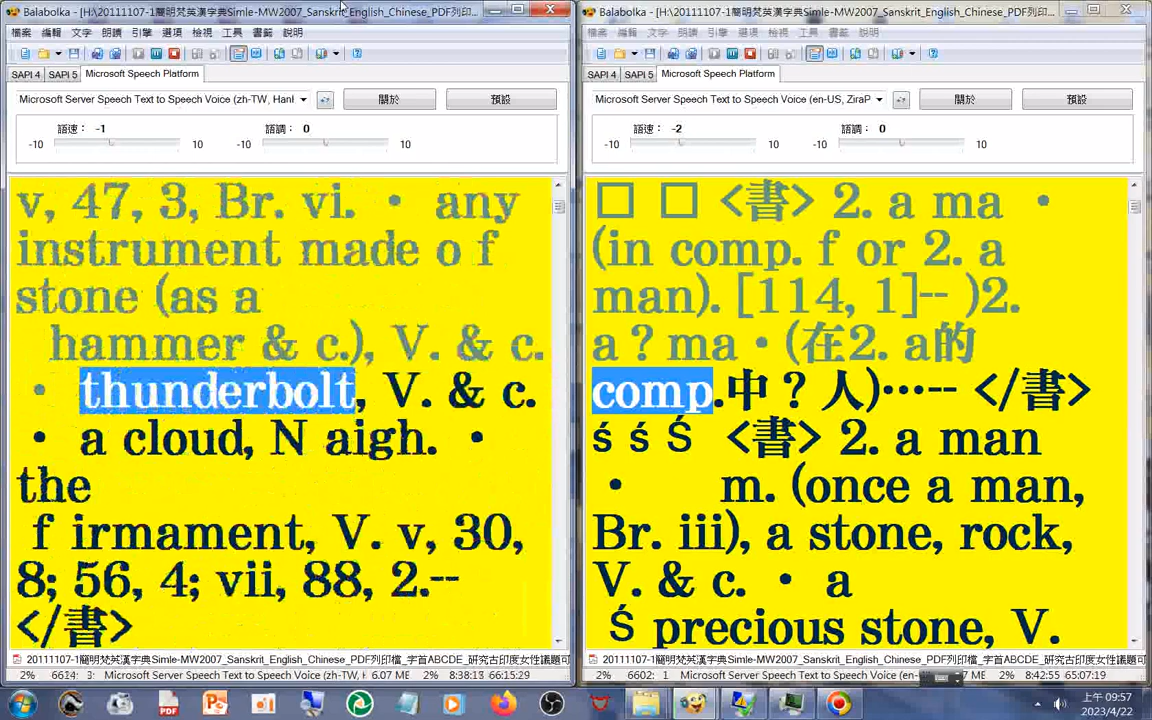 Balabolka - [H:\20111107-1簡明梵英漢字典Simle-MW2007_Sanskrit_English_Chinese_PDF列印...
檔案 編輯 文字 朗讀 引擎 選項 檢視 工具 書籤 說明
SAPI 4 SAPI 5 Microsoft Speech Platform
Microsoft Server Speech Text to Speech Voice (zh-TW, HanI
關於 預設
語速： -1 語調： 0
-10 10 -10 10
v, 47, 3, Br. vi. • any
instrument made o f
stone (as a
hammer & c.), V. & c.
• thunderbolt, V. & c.
• a cloud, N aigh. •
the
f irmament, V. v, 30,
8; 56, 4; vii, 88, 2.--
</書>
20111107-1簡明梵英漢字典Simle-MW2007_Sanskrit_English_Chinese_PDF列印檔_字首ABCDE_研究古印度女性議題可
2% 6624: 3: Microsoft Server Speech Text to Speech Voice (zh-TW, H 6.07 ME 2% 8:38:13 66:15:29
Balabolka - [H:\20111107-1簡明梵英漢字典Simle-MW2007_Sanskrit_English_Chinese_PDF列印...
檔案 編輯 文字 朗讀 引擎 選項 檢視 工具 書籤 說明
SAPI 4 SAPI 5 Microsoft Speech Platform
Microsoft Server Speech Text to Speech Voice (en-US, ZiraP
關於 預設
語速： -2 語調： 0
-10 10 -10 10
□ □ <書> 2. a ma •
(in comp. f or 2. a
man). [114, 1]-- )2.
a？ma•(在2. a的
comp.中？人)…-- </書>
ś ś Ś <書> 2. a man
• m. (once a man,
Br. iii), a stone, rock,
V. & c. • a
Ś precious stone, V.
20111107-1簡明梵英漢字典Simle-MW2007_Sanskrit_English_Chinese_PDF列印檔_字首ABCDE_研究古印度女性議題可
2% 6602: 1 Microsoft Server Speech Text to Speech Voice 2% 8:42:55 65:07:19
上午 09:57
2023/4/22